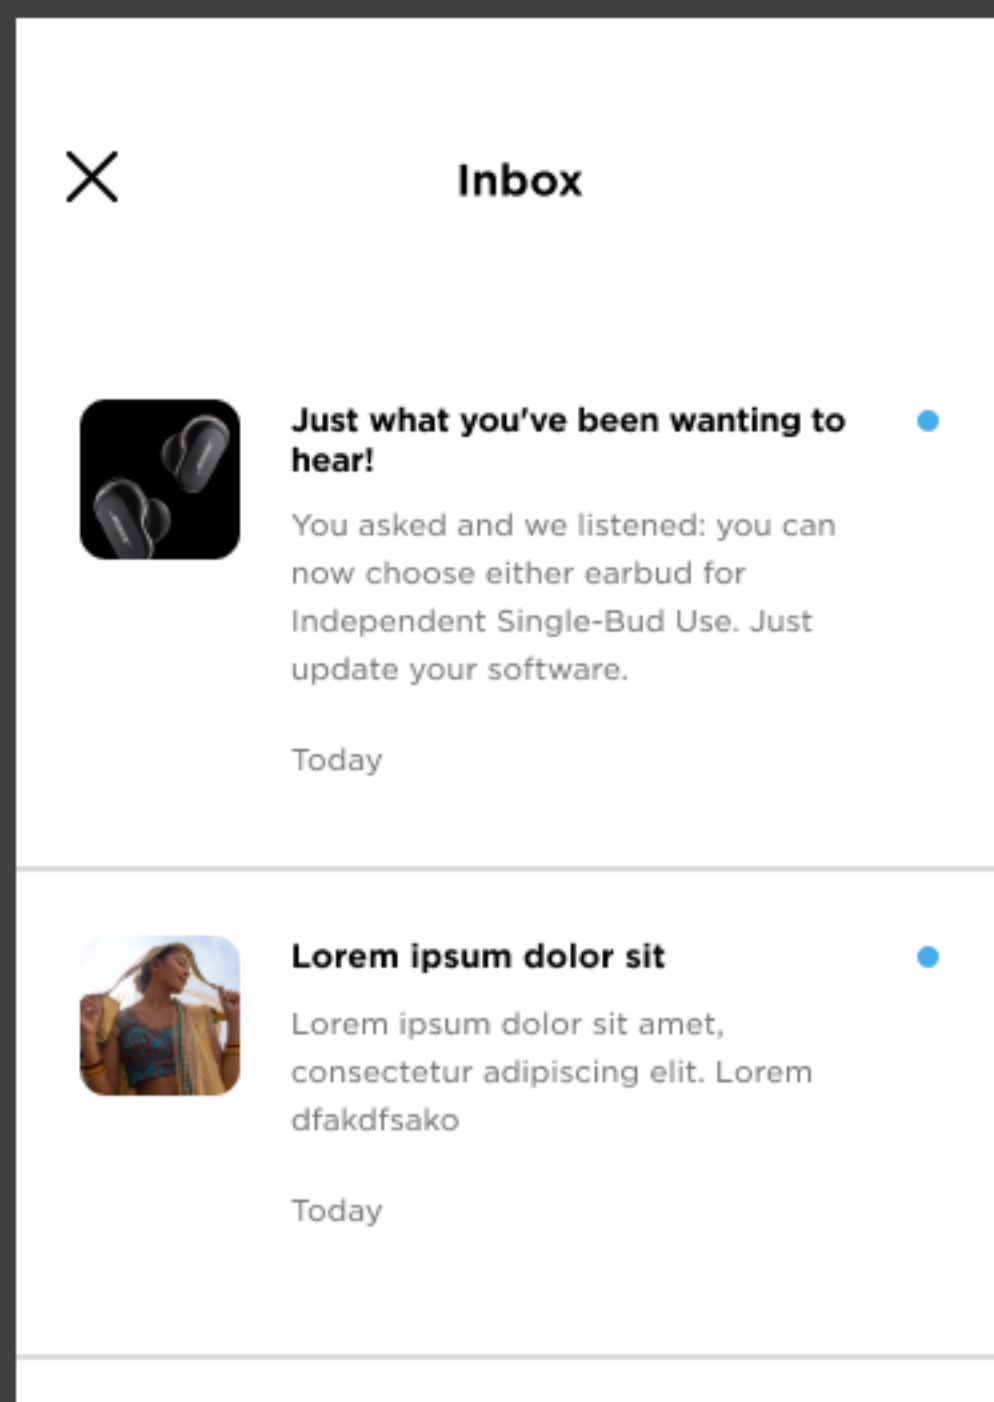 Inbox
Just what you've been wanting to
hear!
You asked and we listened: you can
now choose either earbud for
Independent Single-Bud Use. Just
update your software.
Today
Lorem ipsum dolor sit
Lorem ipsum dolor sit amet,
consectetur adipiscing elit. Lorem
dfakdfsako
Today